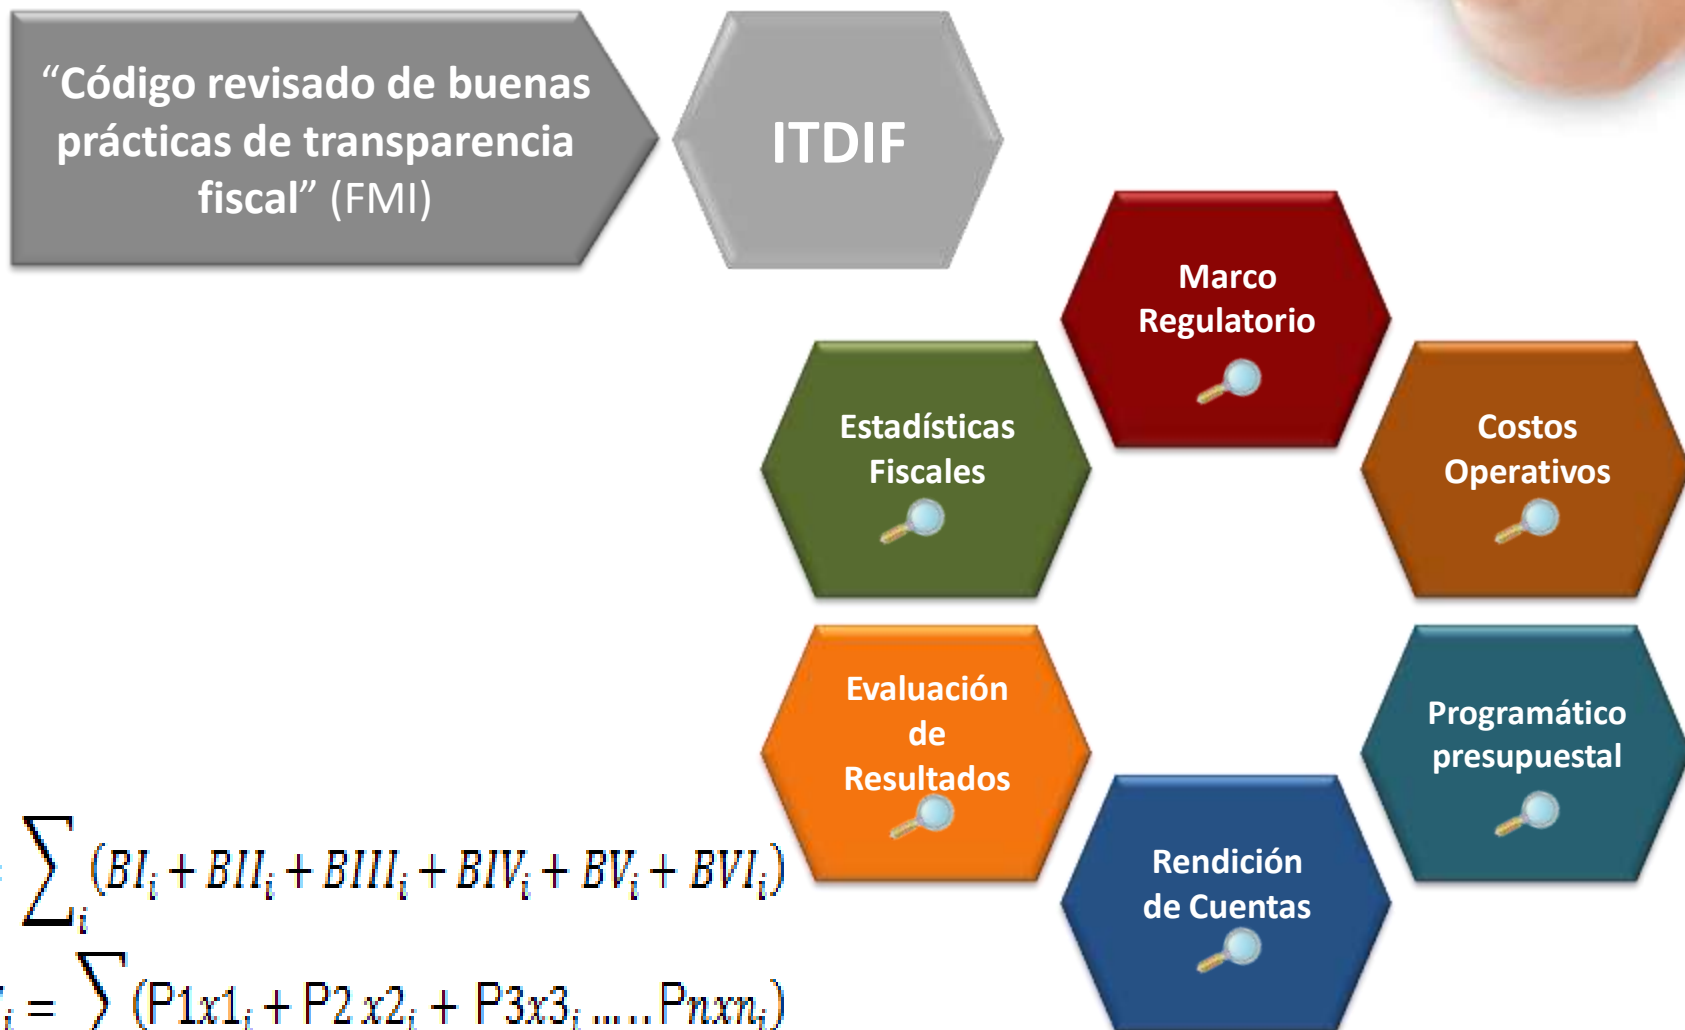 “Código revisado de buenas
prácticas de transparencia
fiscal” (FMI)
ITDIF
Marco
Regulatorio
Estadísticas
Fiscales
Costos
Operativos
Evaluación
de
Resultados
Programático
presupuestal
Rendición
de Cuentas
= ∑i (BIi + BIIi + BIIIi + BIVi + BVi + BVIi)
i = ∑ (P1x1i + P2 x2i + P3x3i ..... Pnxni)